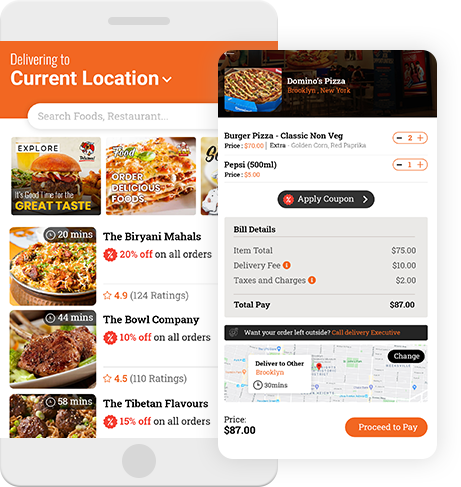 Delivering to
Current Location
Search Foods, Restaurant...
EXPLORE
It's Good I me for the
GREAT TASTE
Food
ORDER
DELICIOUS
FOODS
20 mins
The Biryani Mahals
20% off on all orders
4.9 (124 Ratings)
44 mins
The Bowl Company
10% off on all orders
4.5 (110 Ratings)
58 mins
The Tibetan Flavours
15% off on all orders
Domino's Pizza
Brooklyn , New York
Burger Pizza - Classic Non Veg
Price : $70.00 | Extra - Golden Corn, Red Paprika
- 2 +
Pepsi (500ml)
Price : $5.00
- 1 +
Apply Coupon
Bill Details
Item Total $75.00
Delivery Fee $10.00
Taxes and Charges $2.00
Total Pay $87.00
Want your order left outside? Call delivery Executive
Deliver to Other
Brooklyn
30mins
Change
Price:
$87.00
Proceed to Pay